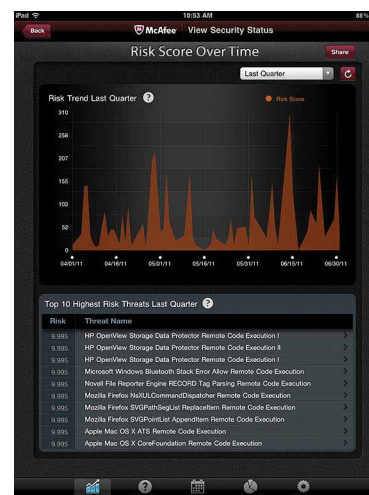 iPad 10:53 AM 88%
Back McAfee View Security Status
Risk Score Over Time Share
Last Quarter
Risk Trend Last Quarter ? Risk Score
310
258
207
155
103
52
0
04/01/11 04/16/11 05/01/11 05/16/11 05/31/11 06/15/11 06/30/11
Top 10 Highest Risk Threats Last Quarter ?
Risk Threat Name
9.995 HP OpenView Storage Data Protector Remote Code Execution I
9.995 HP OpenView Storage Data Protector Remote Code Execution II
9.995 HP OpenView Storage Data Protector Remote Code Execution I
9.995 Microsoft Windows Bluetooth Stack Error Allow Remote Code Execution
9.995 Novell File Reporter Engine RECORD Tag Parsing Remote Code Execution
9.995 Mozilla Firefox NsXULCommandDispatcher Remote Code Execution
9.995 Mozilla Firefox SVGPathSegList ReplaceItem Remote Code Execution
9.995 Mozilla Firefox SVGPointList AppendItem Remote Code Execution
9.995 Apple Mac OS X ATS Remote Code Execution
9.995 Apple Mac OS X CoreFoundation Remote Code Execution